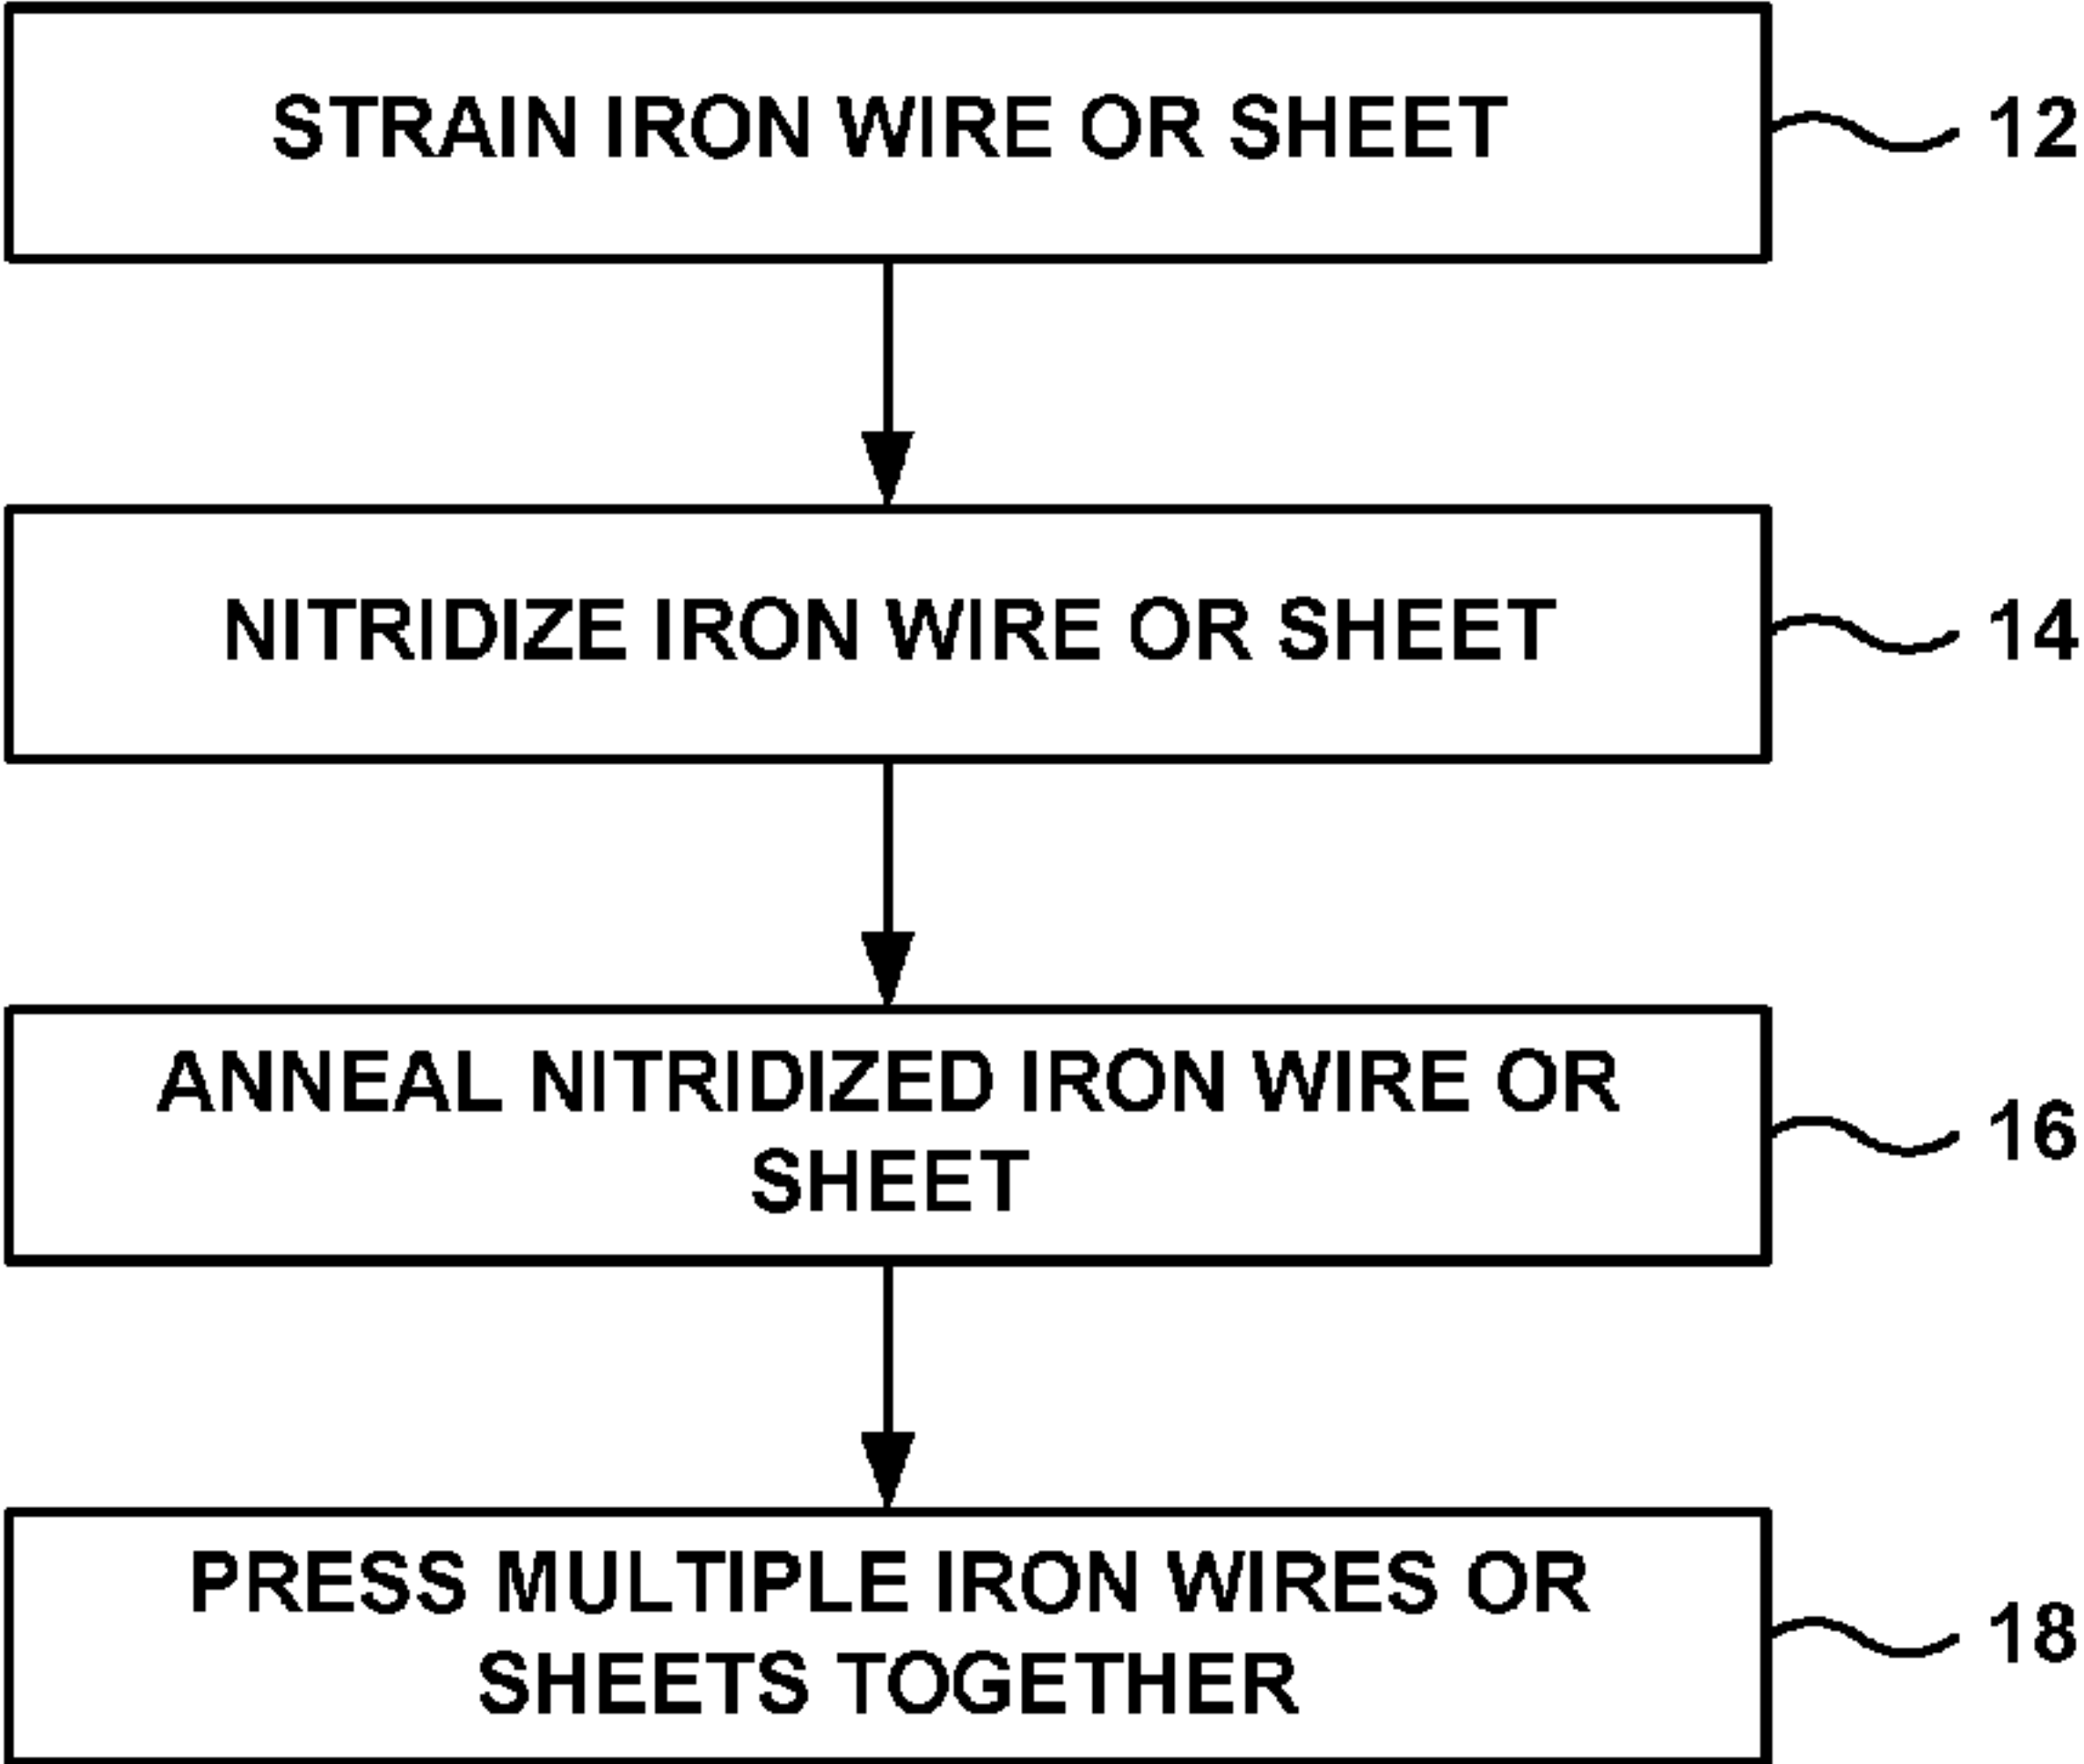 STRAIN IRON WIRE OR SHEET
12
NITRIDIZE IRON WIRE OR SHEET
14
ANNEAL NITRIDIZED IRON WIRE OR
SHEET
16
PRESS MULTIPLE IRON WIRES OR
SHEETS TOGETHER
18